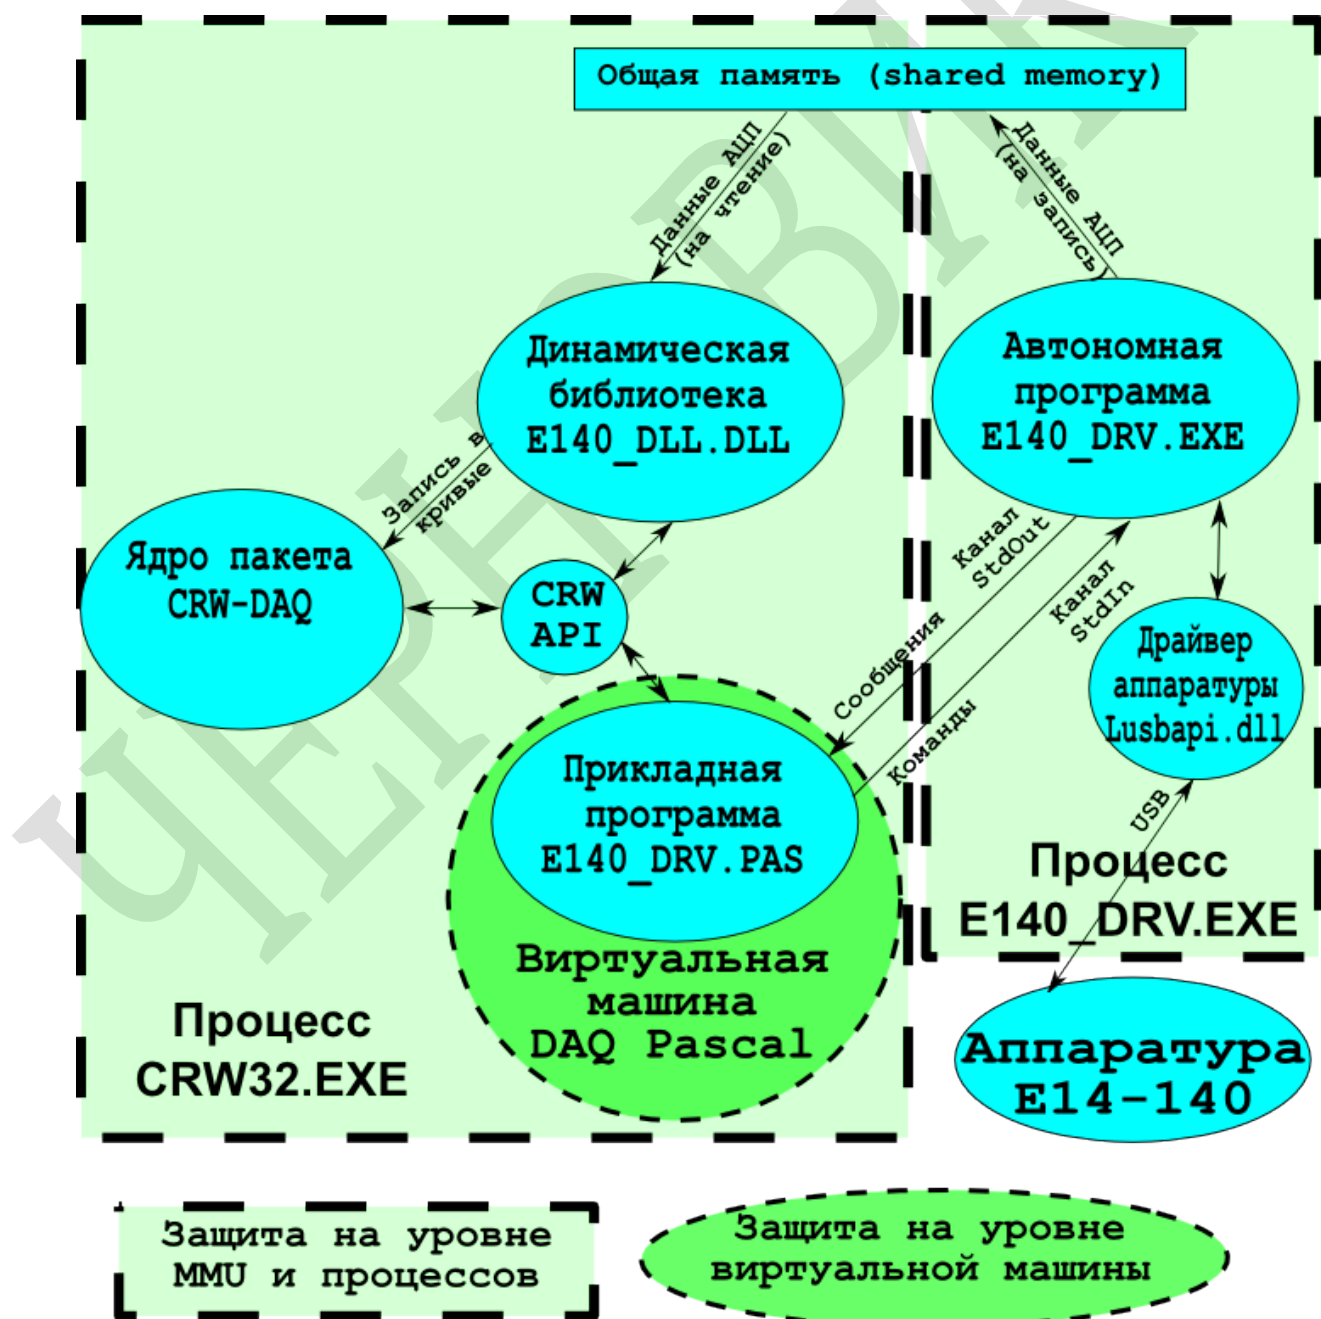 Общая память (shared memory)
Данные АЦП
(на чтение)
Данные АЦП
(на запись)
Динамическая
библиотека
E140_DLL.DLL
Автономная
программа
E140_DRV.EXE
Запись в
кривые
Канал
StdOut
Сообщения
Канал
StdIn
Команды
Ядро пакета
CRW-DAQ
CRW
API
Драйвер
аппаратуры
Lusbapi.dll
USB
Прикладная
программа
E140_DRV.PAS
Процесс
E140_DRV.EXE
Виртуальная
машина
DAQ Pascal
Процесс
CRW32.EXE
Аппаратура
E14-140
Защита на уровне
MMU и процессов
Защита на уровне
виртуальной машины
ЧЕРНОВИК